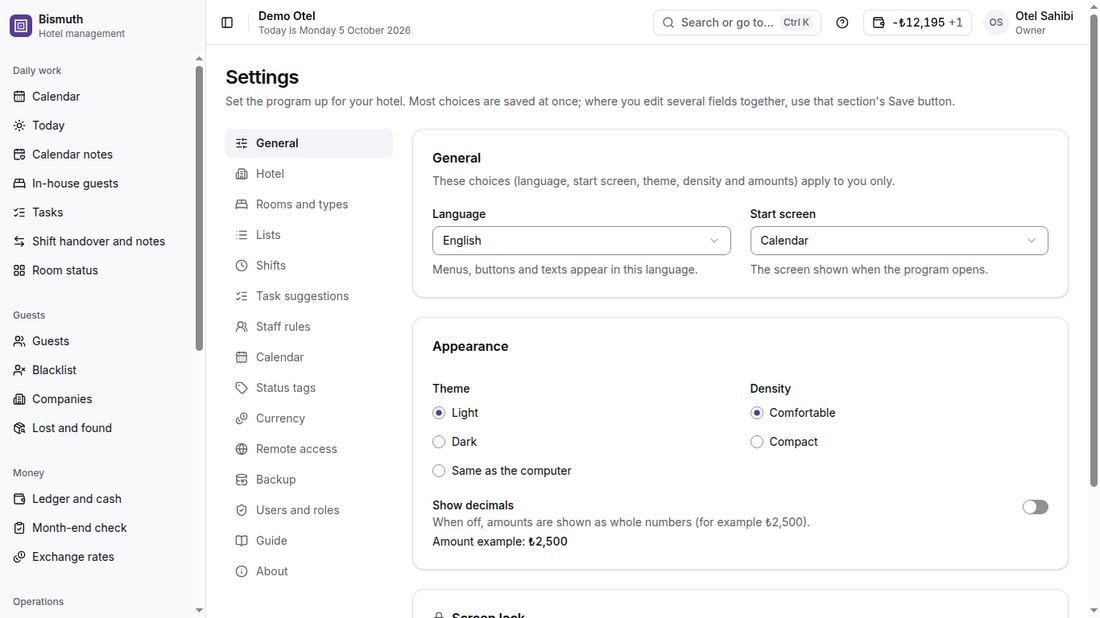 Bismuth
Hotel management
Daily work
Calendar
Today
Calendar notes
In-house guests
Tasks
Shift handover and notes
Room status
Guests
Guests
Blacklist
Companies
Lost and found
Money
Ledger and cash
Month-end check
Exchange rates
Operations
Demo Otel
Today is Monday 5 October 2026
Search or go to... Ctrl K
-₺12,195 +1
OS
Otel Sahibi
Owner
Settings
Set the program up for your hotel. Most choices are saved at once; where you edit several fields together, use that section's Save button.
General
Hotel
Rooms and types
Lists
Shifts
Task suggestions
Staff rules
Calendar
Status tags
Currency
Remote access
Backup
Users and roles
Guide
About
General
These choices (language, start screen, theme, density and amounts) apply to you only.
Language
English
Menus, buttons and texts appear in this language.
Start screen
Calendar
The screen shown when the program opens.
Appearance
Theme
Light
Dark
Same as the computer
Density
Comfortable
Compact
Show decimals
When off, amounts are shown as whole numbers (for example ₺2,500).
Amount example: ₺2,500
Screen lock